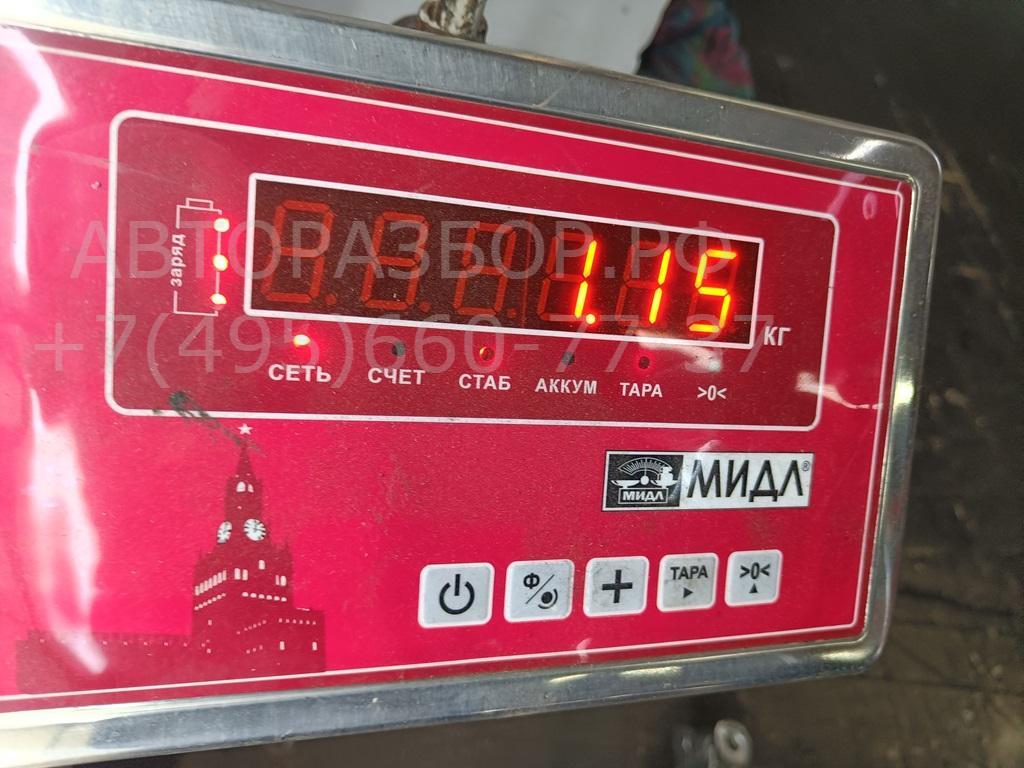 АВТОРАЗБОР.РФ
+7(495)660-77-37
заряд
1.15
кг
СЕТЬ СЧЕТ СТАБ АККУМ ТАРА >0<
МИДЛ МИДЛ®
Ф ТАРА >0<